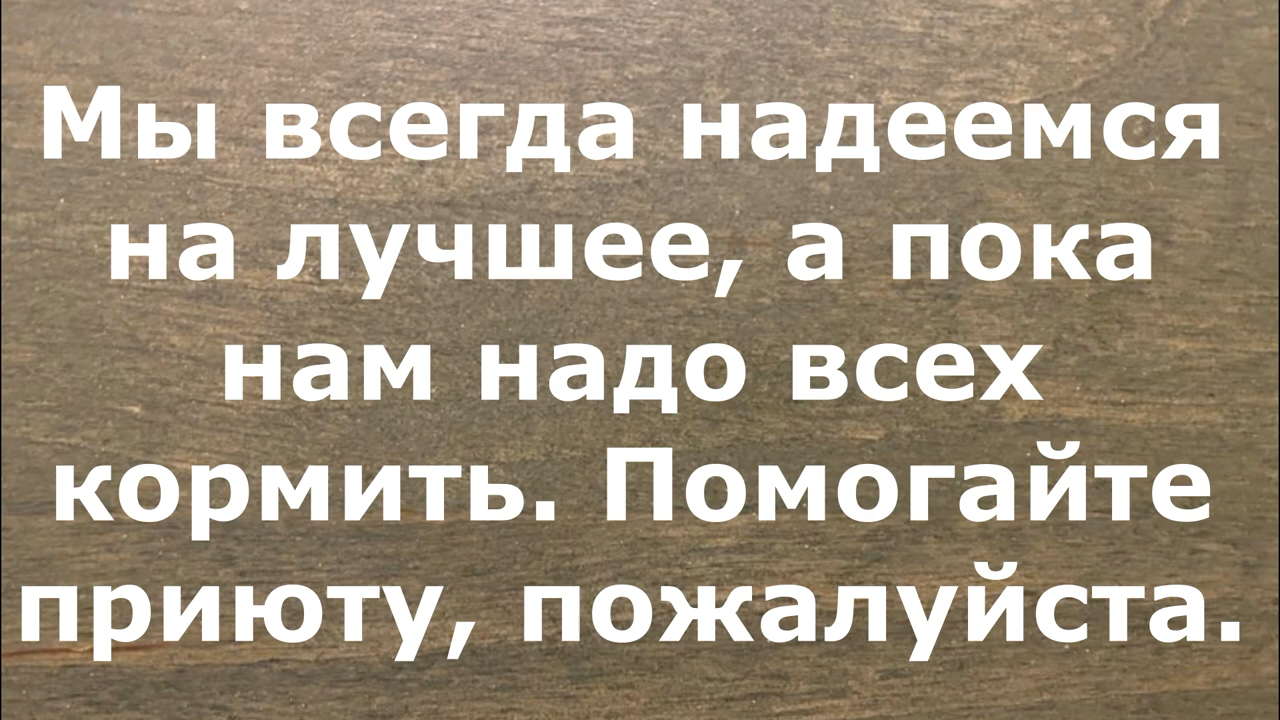 Мы всегда надеемся
на лучшее, а пока
нам надо всех
кормить. Помогайте
приюту, пожалуйста.